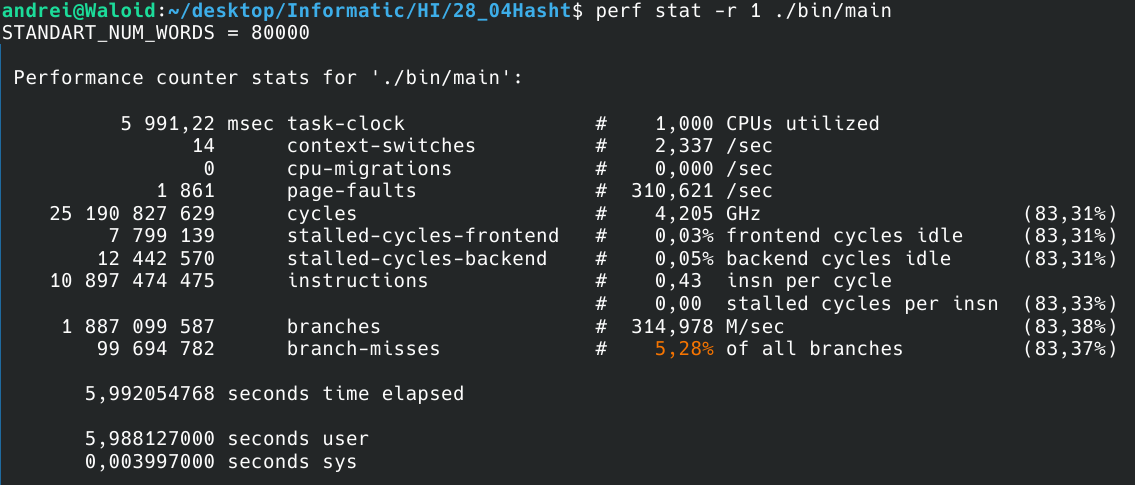 andrei@Waloid:~/desktop/Informatic/HI/28_04Hasht$ perf stat -r 1 ./bin/main
STANDART_NUM_WORDS = 80000
Performance counter stats for './bin/main':
5 991,22 msec task-clock # 1,000 CPUs utilized
14 context-switches # 2,337 /sec
0 cpu-migrations # 0,000 /sec
1 861 page-faults # 310,621 /sec
25 190 827 629 cycles # 4,205 GHz (83,31%)
7 799 139 stalled-cycles-frontend # 0,03% frontend cycles idle (83,31%)
12 442 570 stalled-cycles-backend # 0,05% backend cycles idle (83,31%)
10 897 474 475 instructions # 0,43 insn per cycle
# 0,00 stalled cycles per insn (83,33%)
1 887 099 587 branches # 314,978 M/sec (83,38%)
99 694 782 branch-misses # 5,28% of all branches (83,37%)
5,992054768 seconds time elapsed
5,988127000 seconds user
0,003997000 seconds sys